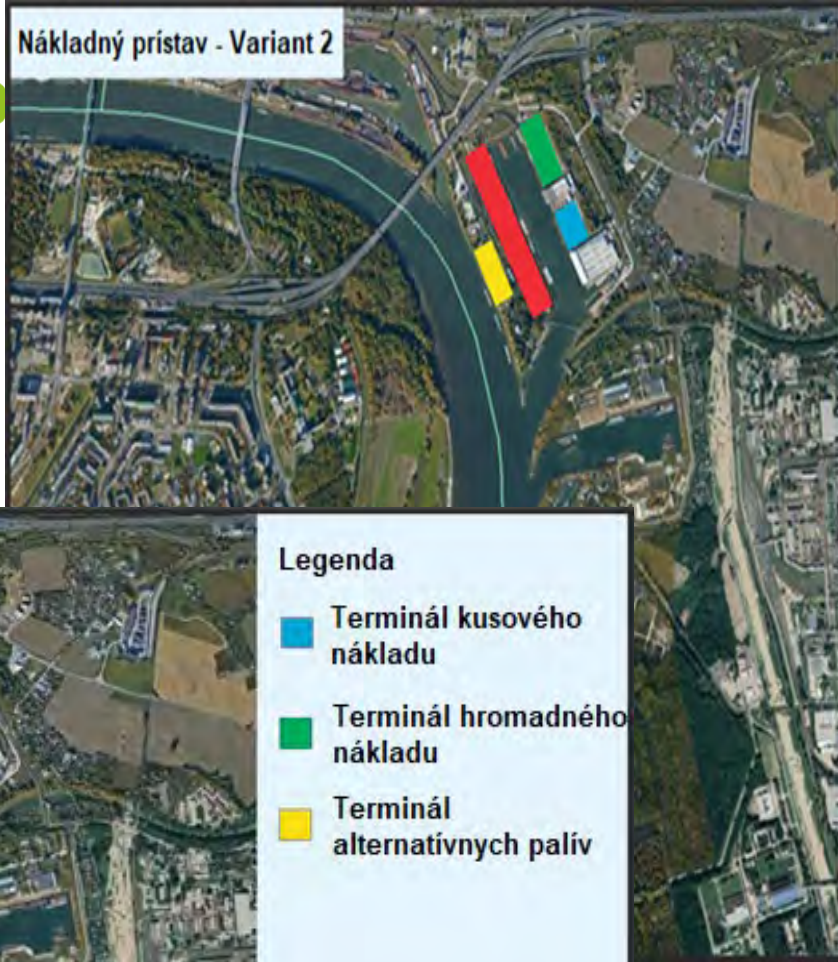 Nákladný prístav - Variant 2
Legenda
Terminál kusového
nákladu
Terminál hromadného
nákladu
Terminál
alternatívnych palív